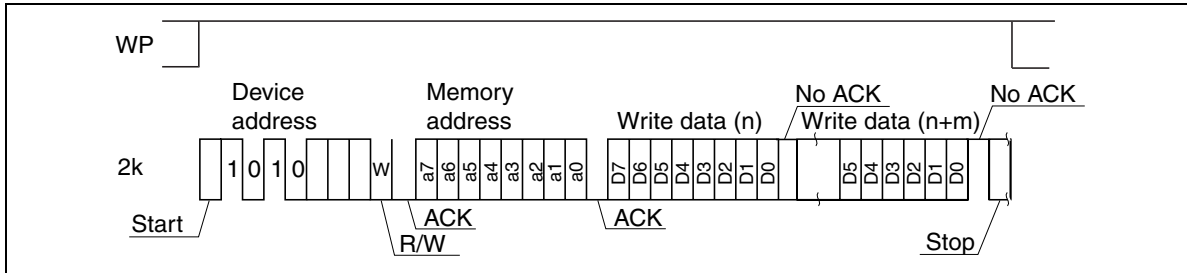 WP
Device address
Memory address
Write data (n)
No ACK
Write data (n+m)
No ACK
2k
1 0 1 0 W
a7 a6 a5 a4 a3 a2 a1 a0
D7 D6 D5 D4 D3 D2 D1 D0
D5 D4 D3 D2 D1 D0
Start
R/W
ACK
ACK
Stop